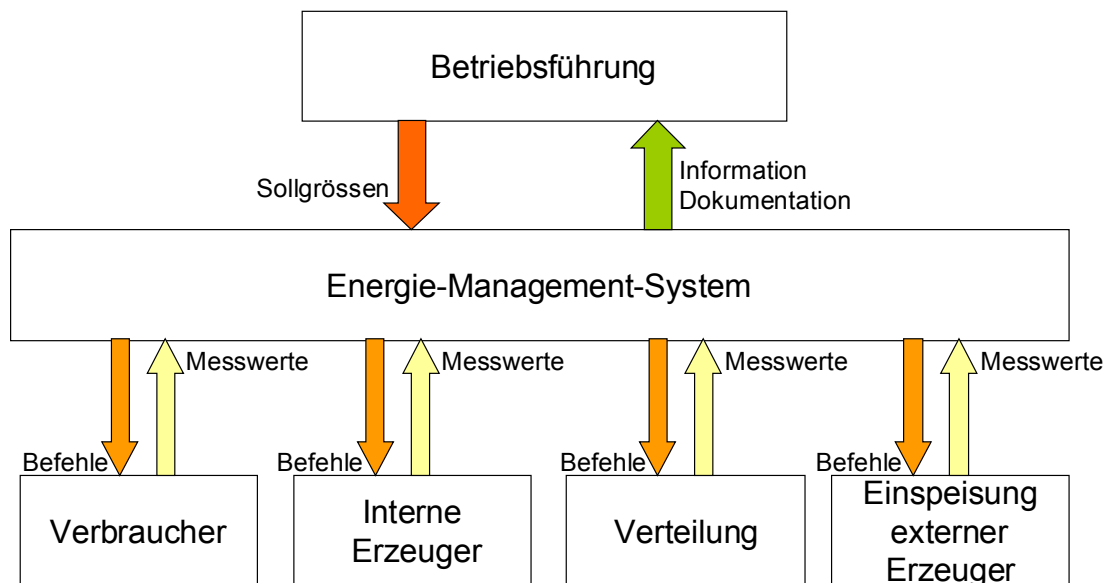 Betriebsführung
Sollgrössen
Information
Dokumentation
Energie-Management-System
Messwerte
Messwerte
Messwerte
Messwerte
Befehle
Befehle
Befehle
Befehle
Verbraucher
Interne
Erzeuger
Verteilung
Einspeisung
externer
Erzeuger